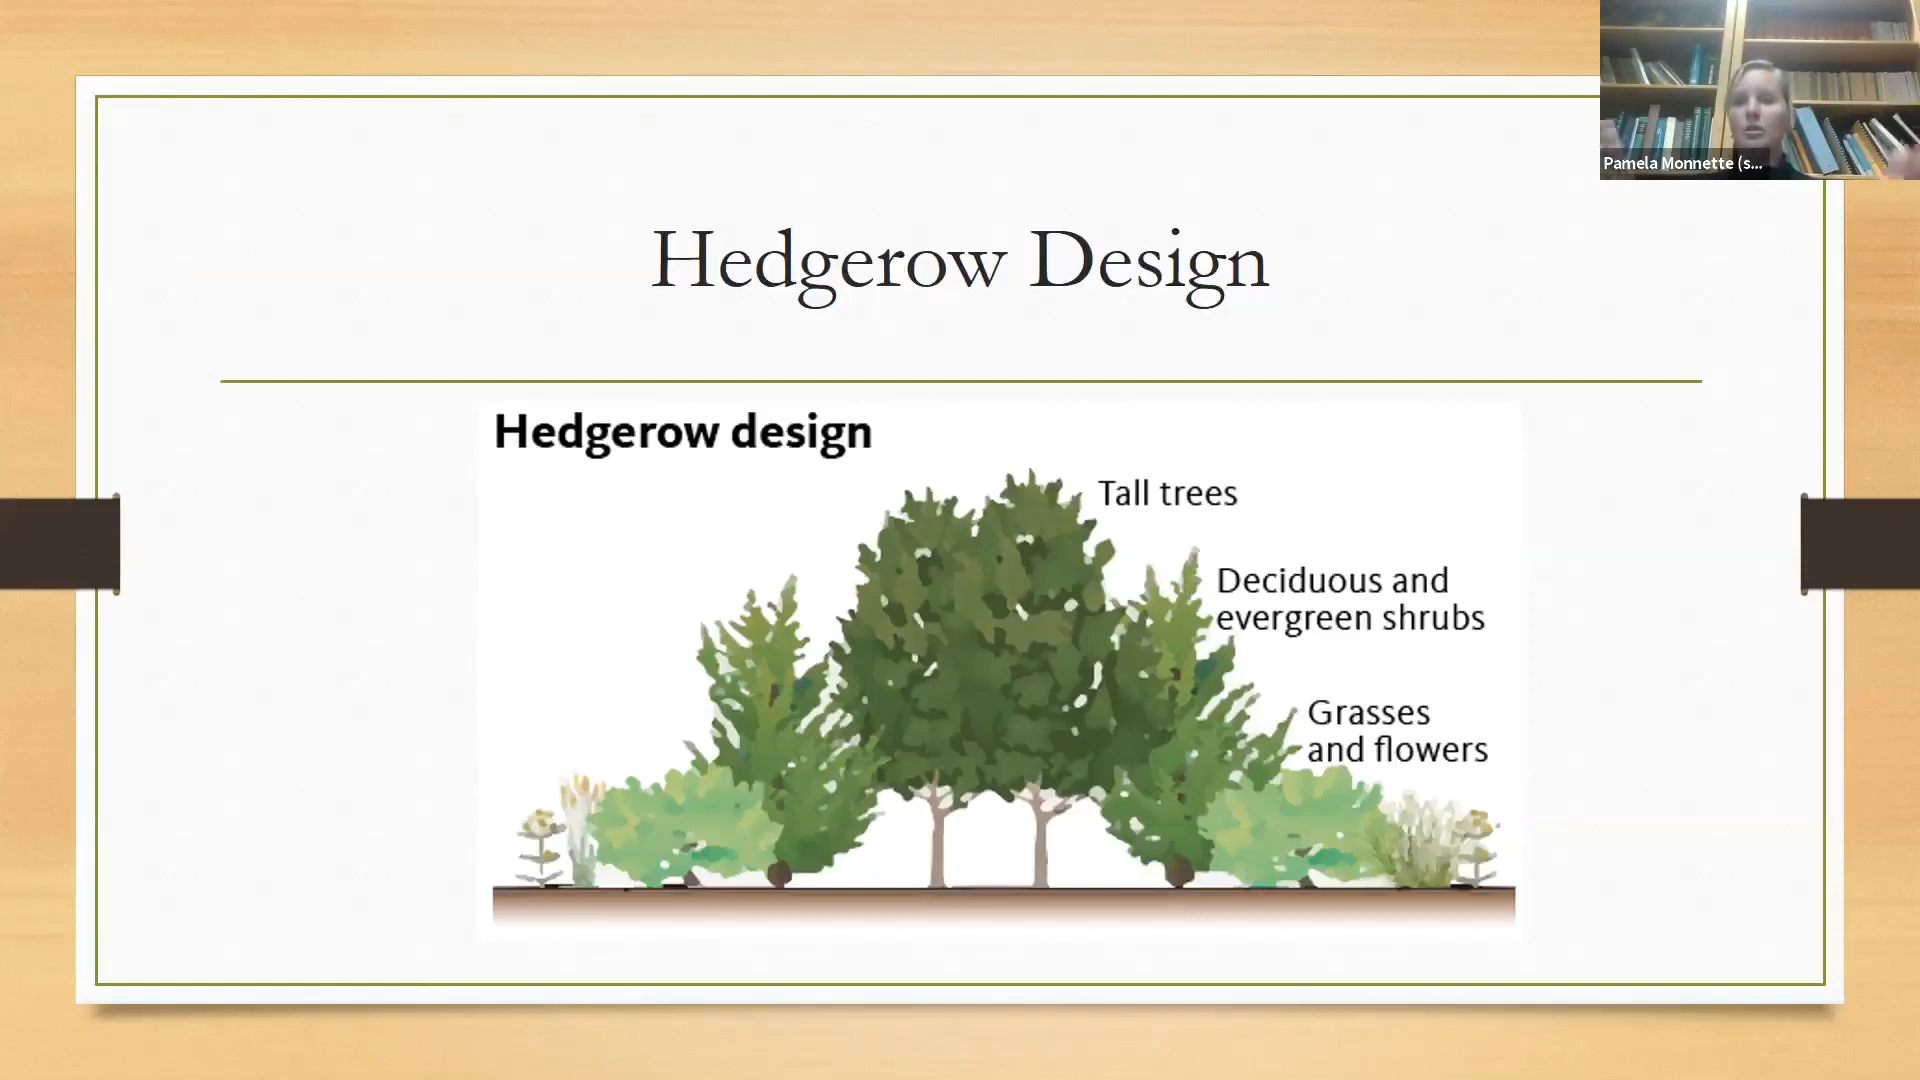 Pamela Monnette (s...
Hedgerow Design
Hedgerow design
Tall trees
Deciduous and
evergreen shrubs
Grasses
and flowers